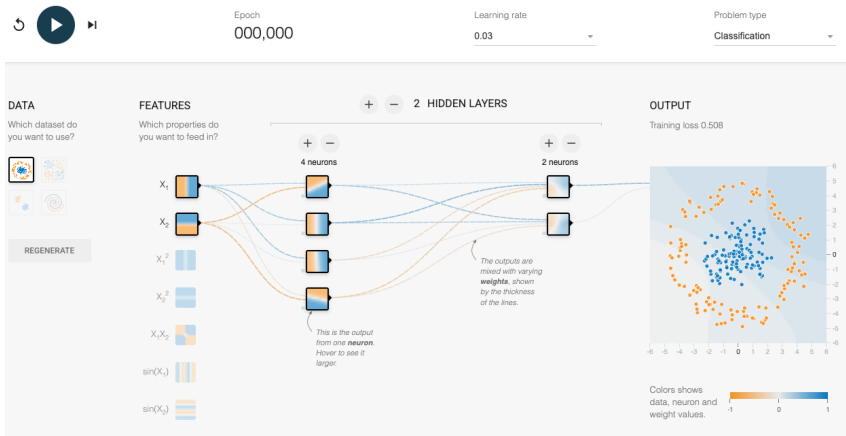 Epoch
000,000
Learning rate
0.03
Problem type
Classification
DATA
Which dataset do
you want to use?
REGENERATE
FEATURES
Which properties do
you want to feed in?
X1
X2
X1²
X2²
X1X2
sin(X1)
sin(X2)
+ − 2 HIDDEN LAYERS
+ −
4 neurons
+ −
2 neurons
This is the output
from one neuron.
Hover to see it
larger.
The outputs are
mixed with varying
weights, shown
by the thickness
of the lines.
OUTPUT
Training loss 0.508
6
5
4
3
2
1
0
-1
-2
-3
-4
-5
-6
-6 -5 -4 -3 -2 -1 0 1 2 3 4 5 6
Colors shows
data, neuron and
weight values.
-1 0 1